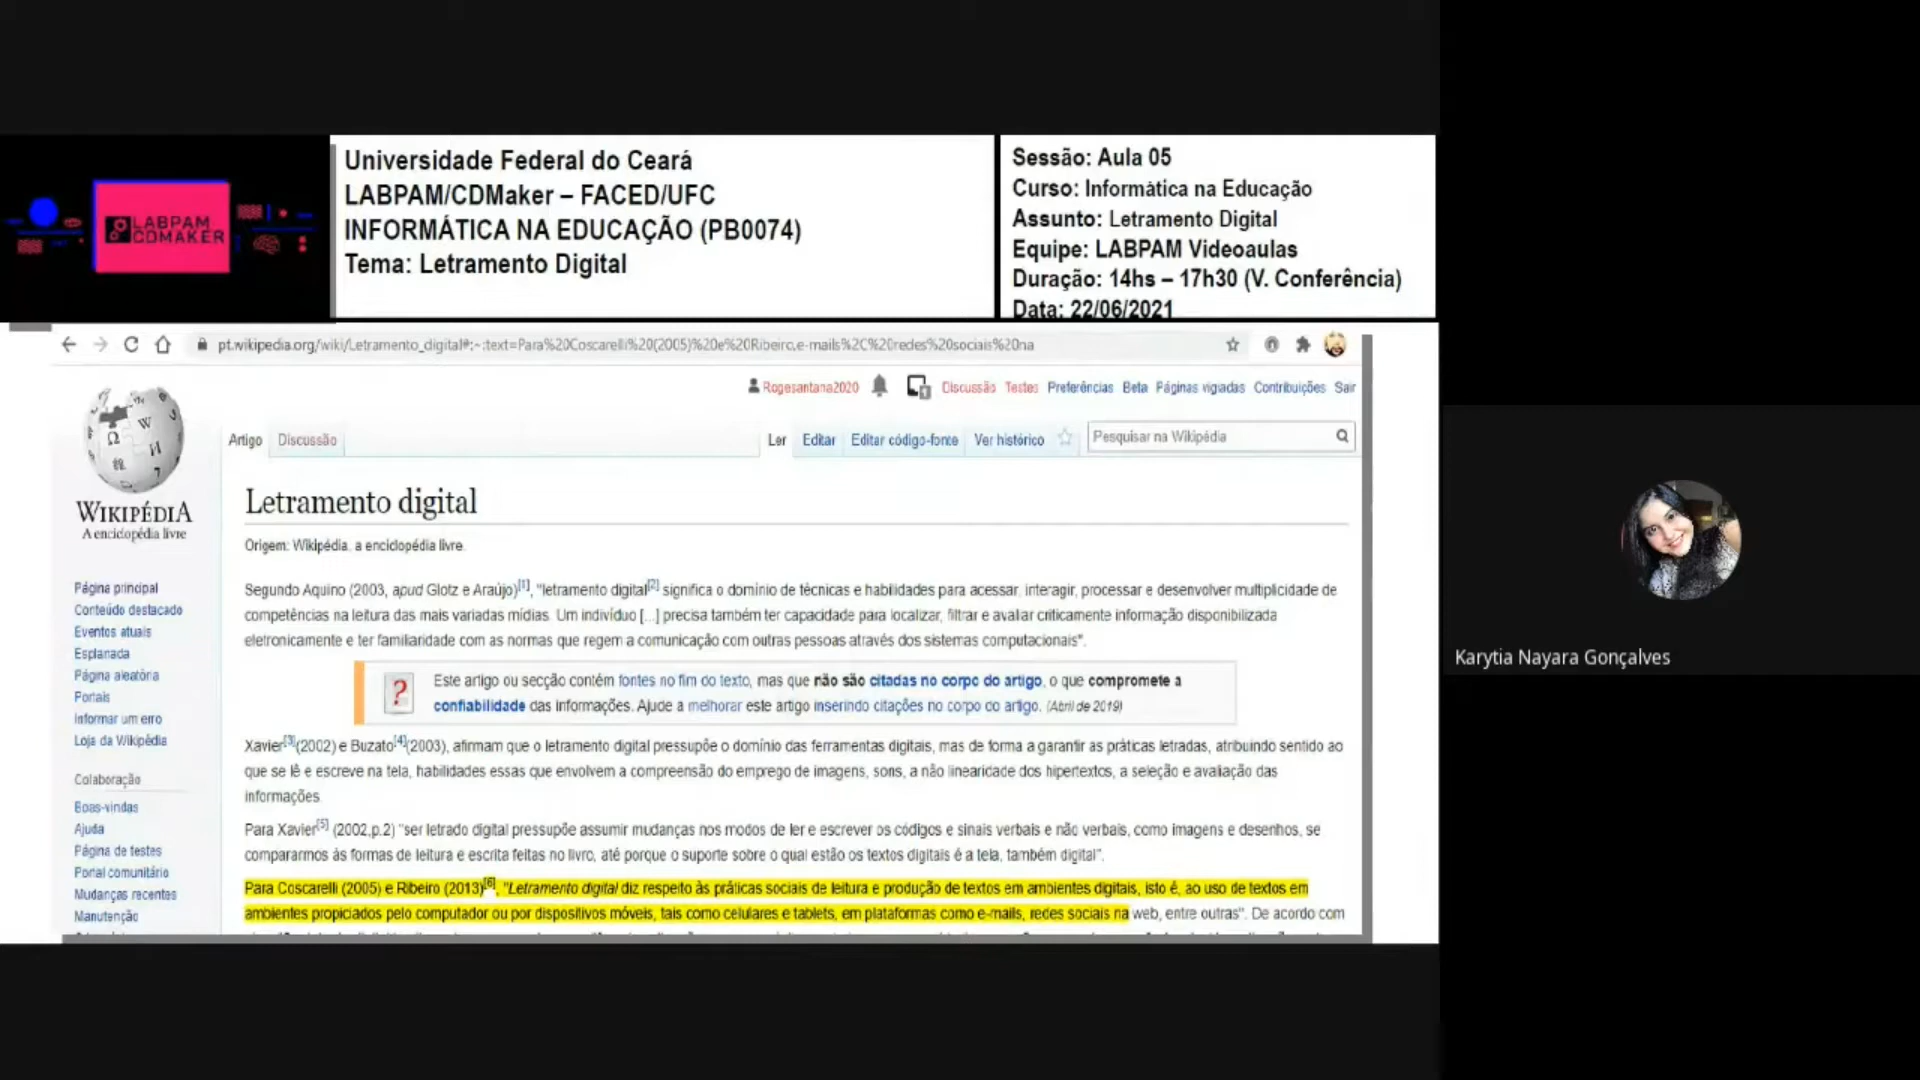 LABPAM
CDMAKER
Universidade Federal do Ceará
LABPAM/CDMaker – FACED/UFC
INFORMÁTICA NA EDUCAÇÃO (PB0074)
Tema: Letramento Digital
Sessão: Aula 05
Curso: Informàtica na Educação
Assunto: Letramento Digital
Equipe: LABPAM Videoaulas
Duração: 14hs – 17h30 (V. Conferência)
Data: 22/06/2021
pt.wikipedia.org/wiki/Letramento_digital#:~:text=Para%20Coscarelli%20(2005)%20e%20Ribeiro,e-mails%2C%20redes%20sociais%20na
Rogesantana2020 Discussão Testes Preferências Beta Páginas vigiadas Contribuições Sair
Artigo Discussão Ler Editar Editar código-fonte Ver histórico Pesquisar na Wikipédia
WIKIPÉDIA
A enciclopédia livre
Página principal
Conteúdo destacado
Eventos atuais
Esplanada
Página aleatória
Portais
Informar um erro
Loja da Wikipédia
Colaboração
Boas-vindas
Ajuda
Página de testes
Portal comunitário
Mudanças recentes
Manutenção
Letramento digital
Origem: Wikipédia, a enciclopédia livre.
Segundo Aquino (2003, apud Glotz e Araújo)[1], "letramento digital[2] significa o domínio de técnicas e habilidades para acessar, interagir, processar e desenvolver multiplicidade de
competências na leitura das mais variadas mídias. Um indivíduo [...] precisa também ter capacidade para localizar, filtrar e avaliar criticamente informação disponibilizada
eletronicamente e ter familiaridade com as normas que regem a comunicação com outras pessoas através dos sistemas computacionais".
?
Este artigo ou secção contém fontes no fim do texto, mas que não são citadas no corpo do artigo, o que compromete a
confiabilidade das informações. Ajude a melhorar este artigo inserindo citações no corpo do artigo. (Abril de 2019)
Xavier[3](2002) e Buzato[4](2003), afirmam que o letramento digital pressupõe o domínio das ferramentas digitais, mas de forma a garantir as práticas letradas, atribuindo sentido ao
que se lê e escreve na tela, habilidades essas que envolvem a compreensão do emprego de imagens, sons, a não linearidade dos hipertextos, a seleção e avaliação das
informações.
Para Xavier[5] (2002,p.2) "ser letrado digital pressupõe assumir mudanças nos modos de ler e escrever os códigos e sinais verbais e não verbais, como imagens e desenhos, se
compararmos às formas de leitura e escrita feitas no livro, até porque o suporte sobre o qual estão os textos digitais é a tela, também digital".
Para Coscarelli (2005) e Ribeiro (2013)[6], "Letramento digital diz respeito às práticas sociais de leitura e produção de textos em ambientes digitais, isto é, ao uso de textos em
ambientes propiciados pelo computador ou por dispositivos móveis, tais como celulares e tablets, em plataformas como e-mails, redes sociais na web, entre outras". De acordo com
Karytia Nayara Gonçalves